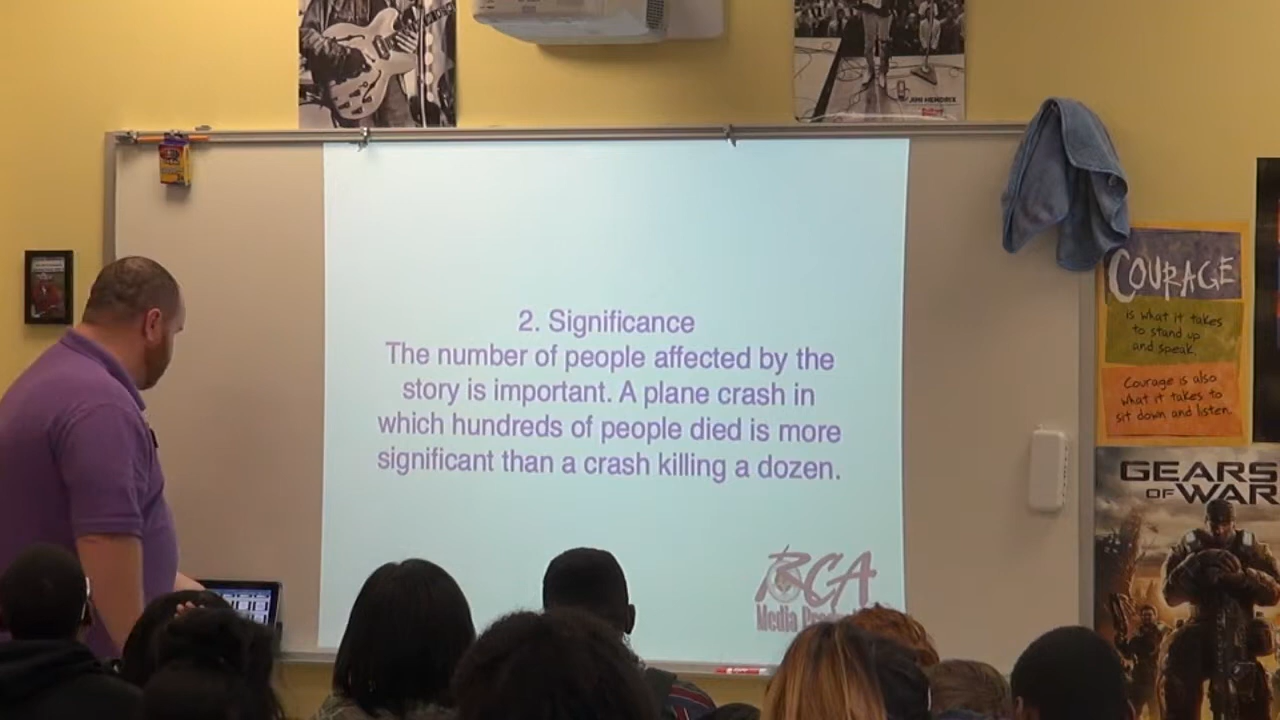 JIMI HENDRIX
2. Significance
The number of people affected by the
story is important. A plane crash in
which hundreds of people died is more
significant than a crash killing a dozen.
BCA
Media
COURAGE
is what it takes
to stand up
and speak.
Courage is also
what it takes to
sit down and listen.
GEARS
OF WAR